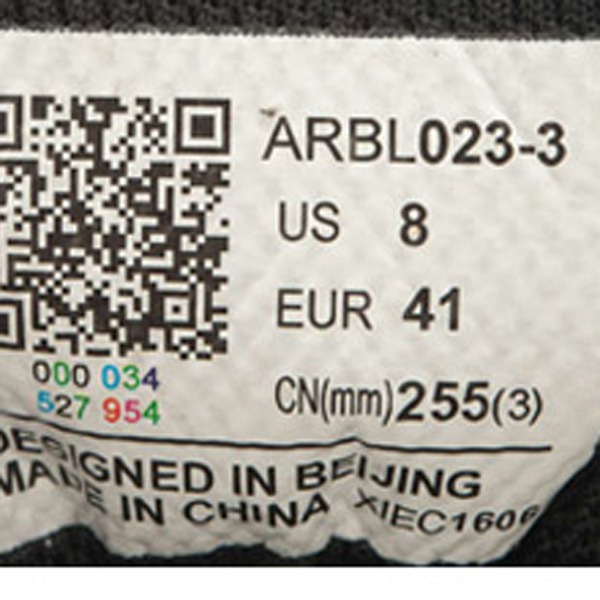 ARBL023-3
US 8
EUR 41
CN(mm)255(3)
000 034
527 954
DESIGNED IN BEIJING
MADE IN CHINA XIEC1606